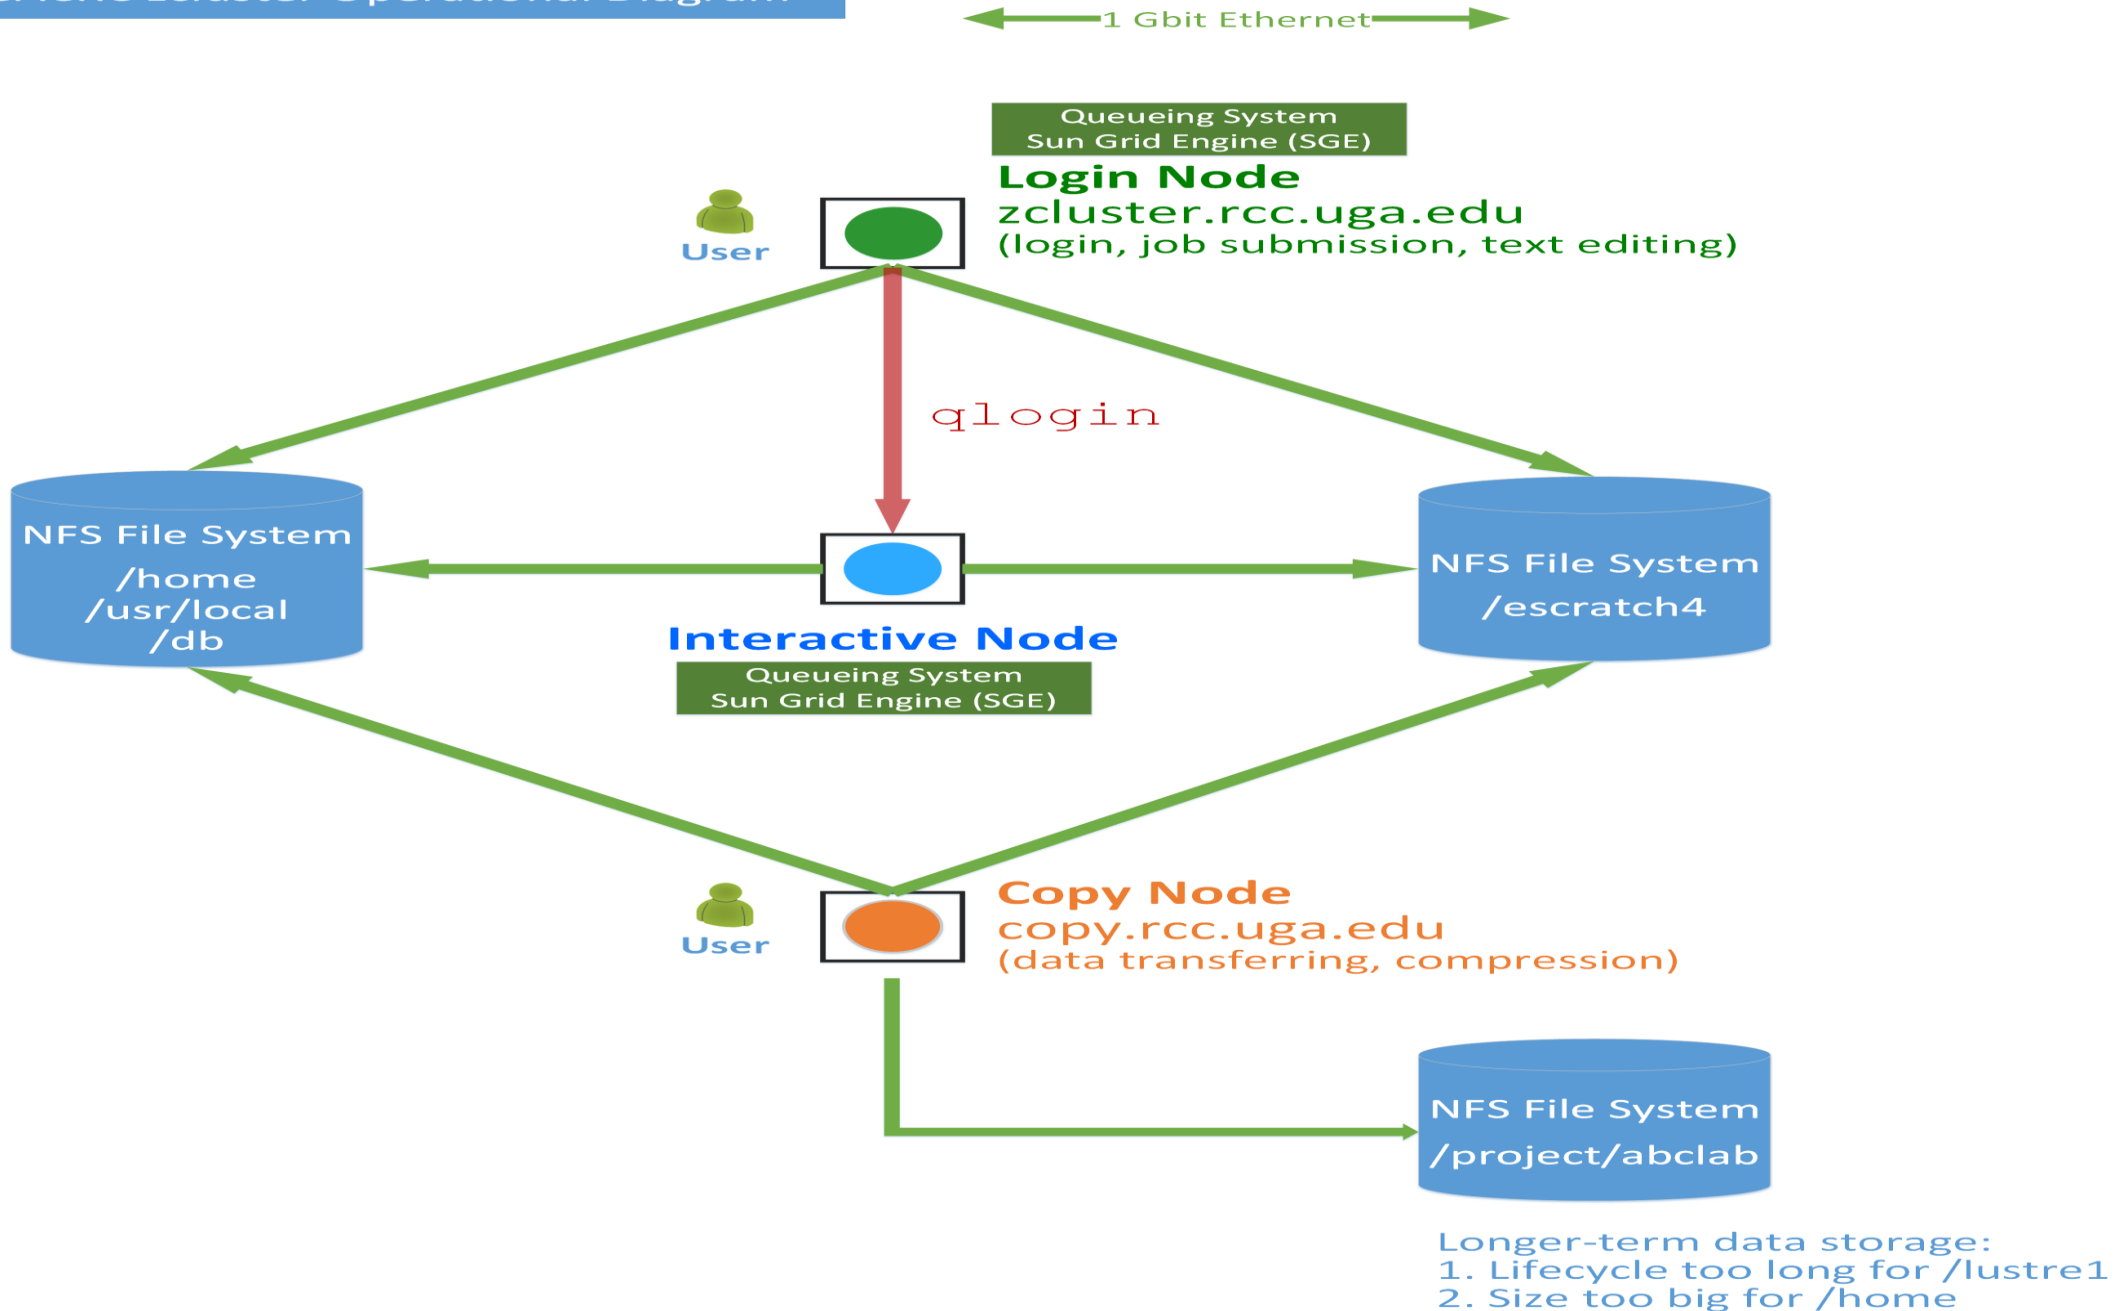 zcluster Operational Diagram
1 Gbit Ethernet
Queueing System
Sun Grid Engine (SGE)
Login Node
zcluster.rcc.uga.edu
(login, job submission, text editing)
User
qlogin
NFS File System
/home
/usr/local
/db
NFS File System
/escratch4
Interactive Node
Queueing System
Sun Grid Engine (SGE)
User
Copy Node
copy.rcc.uga.edu
(data transferring, compression)
NFS File System
/project/abclab
Longer-term data storage:
1. Lifecycle too long for /lustre1
2. Size too big for /home